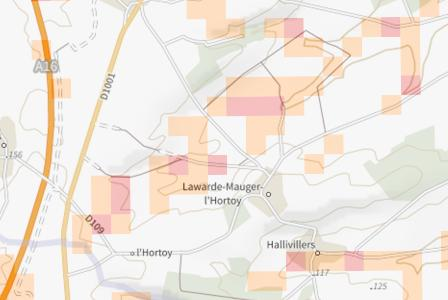 A16
D1001
.156
Lawarde-Mauger-
l'Hortoy
D109
l'Hortoy
Hallivillers
.117
.125